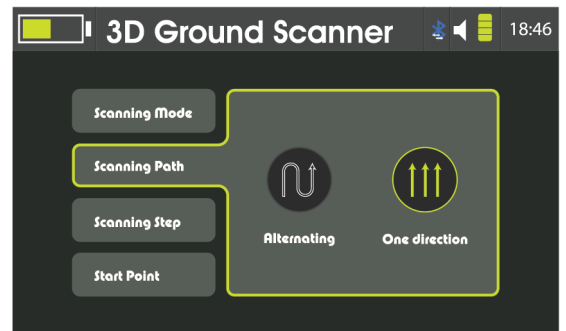 3D Ground Scanner
18:46
Scanning Mode
Scanning Path
Scanning Step
Start Point
Alternating
One direction